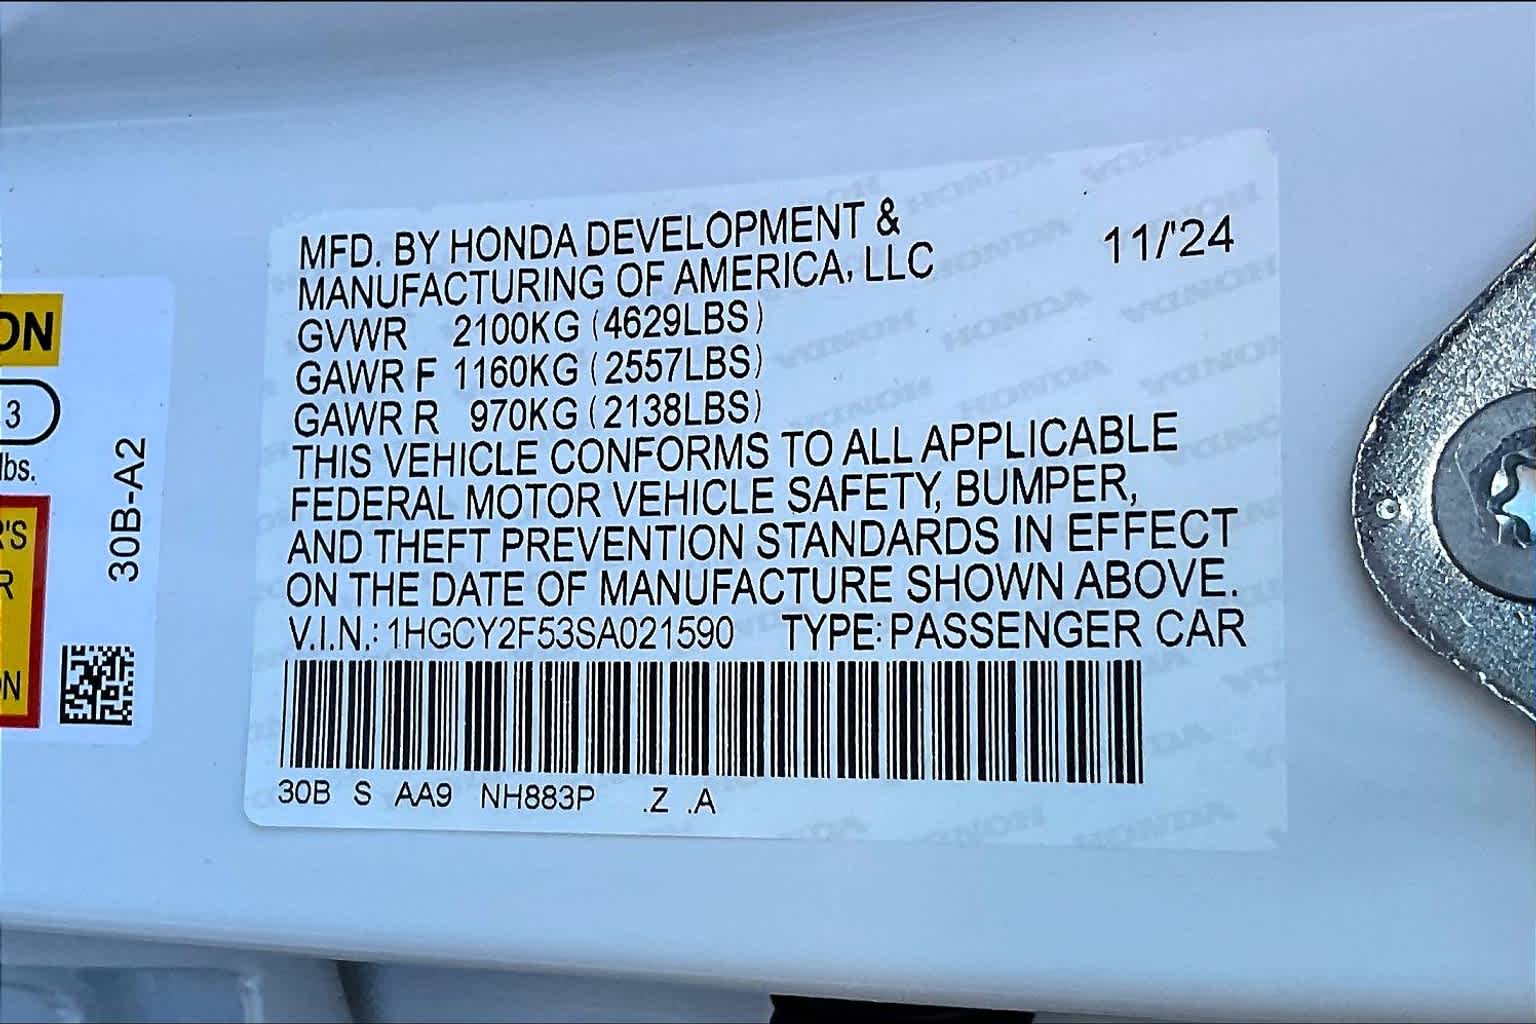 MFD. BY HONDA DEVELOPMENT & 11/'24
MANUFACTURING OF AMERICA, LLC
GVWR 2100KG (4629LBS)
GAWR F 1160KG (2557LBS)
GAWR R 970KG (2138LBS)
THIS VEHICLE CONFORMS TO ALL APPLICABLE
FEDERAL MOTOR VEHICLE SAFETY, BUMPER,
AND THEFT PREVENTION STANDARDS IN EFFECT
ON THE DATE OF MANUFACTURE SHOWN ABOVE.
V.I.N.: 1HGCY2F53SA021590 TYPE: PASSENGER CAR
30B S AA9 NH883P .Z .A
30B-A2
ON
3
lbs.
R'S
R
ON